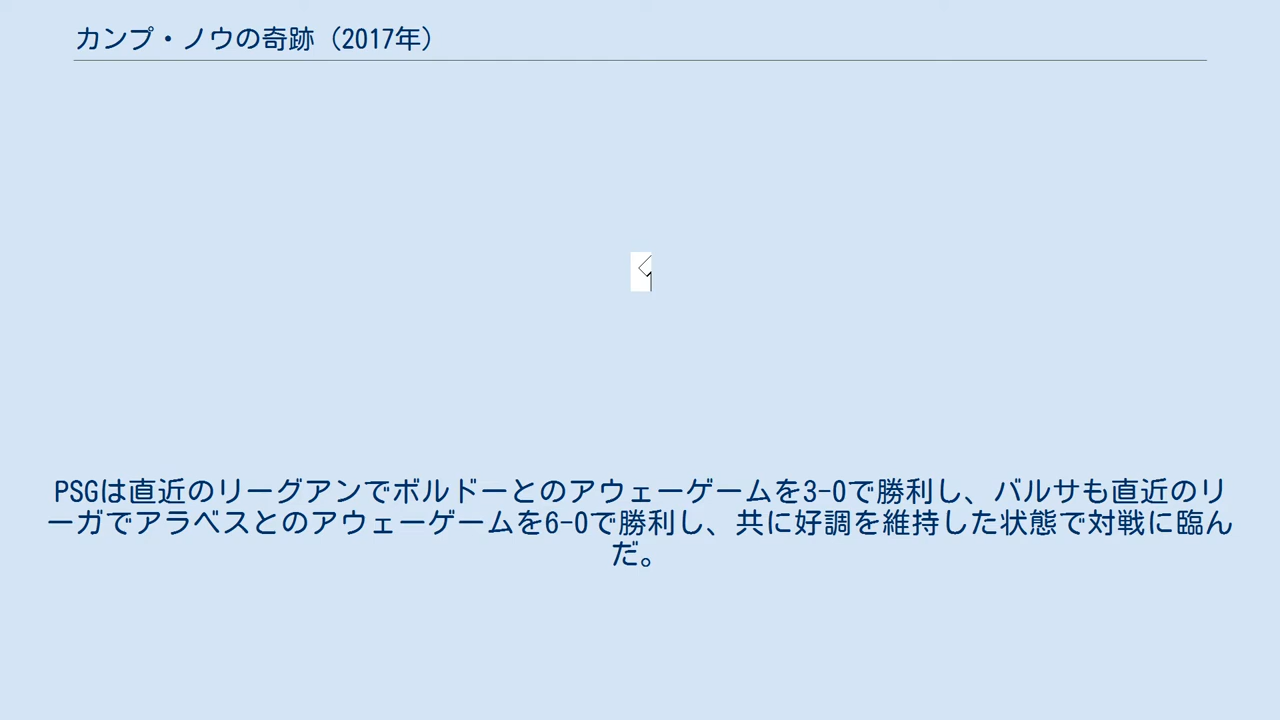 カンプ・ノウの奇跡（2017年）
PSGは直近のリーグアンでボルドーとのアウェーゲームを3-0で勝利し、バルサも直近のリ
ーガでアラベスとのアウェーゲームを6-0で勝利し、共に好調を維持した状態で対戦に臨ん
だ。